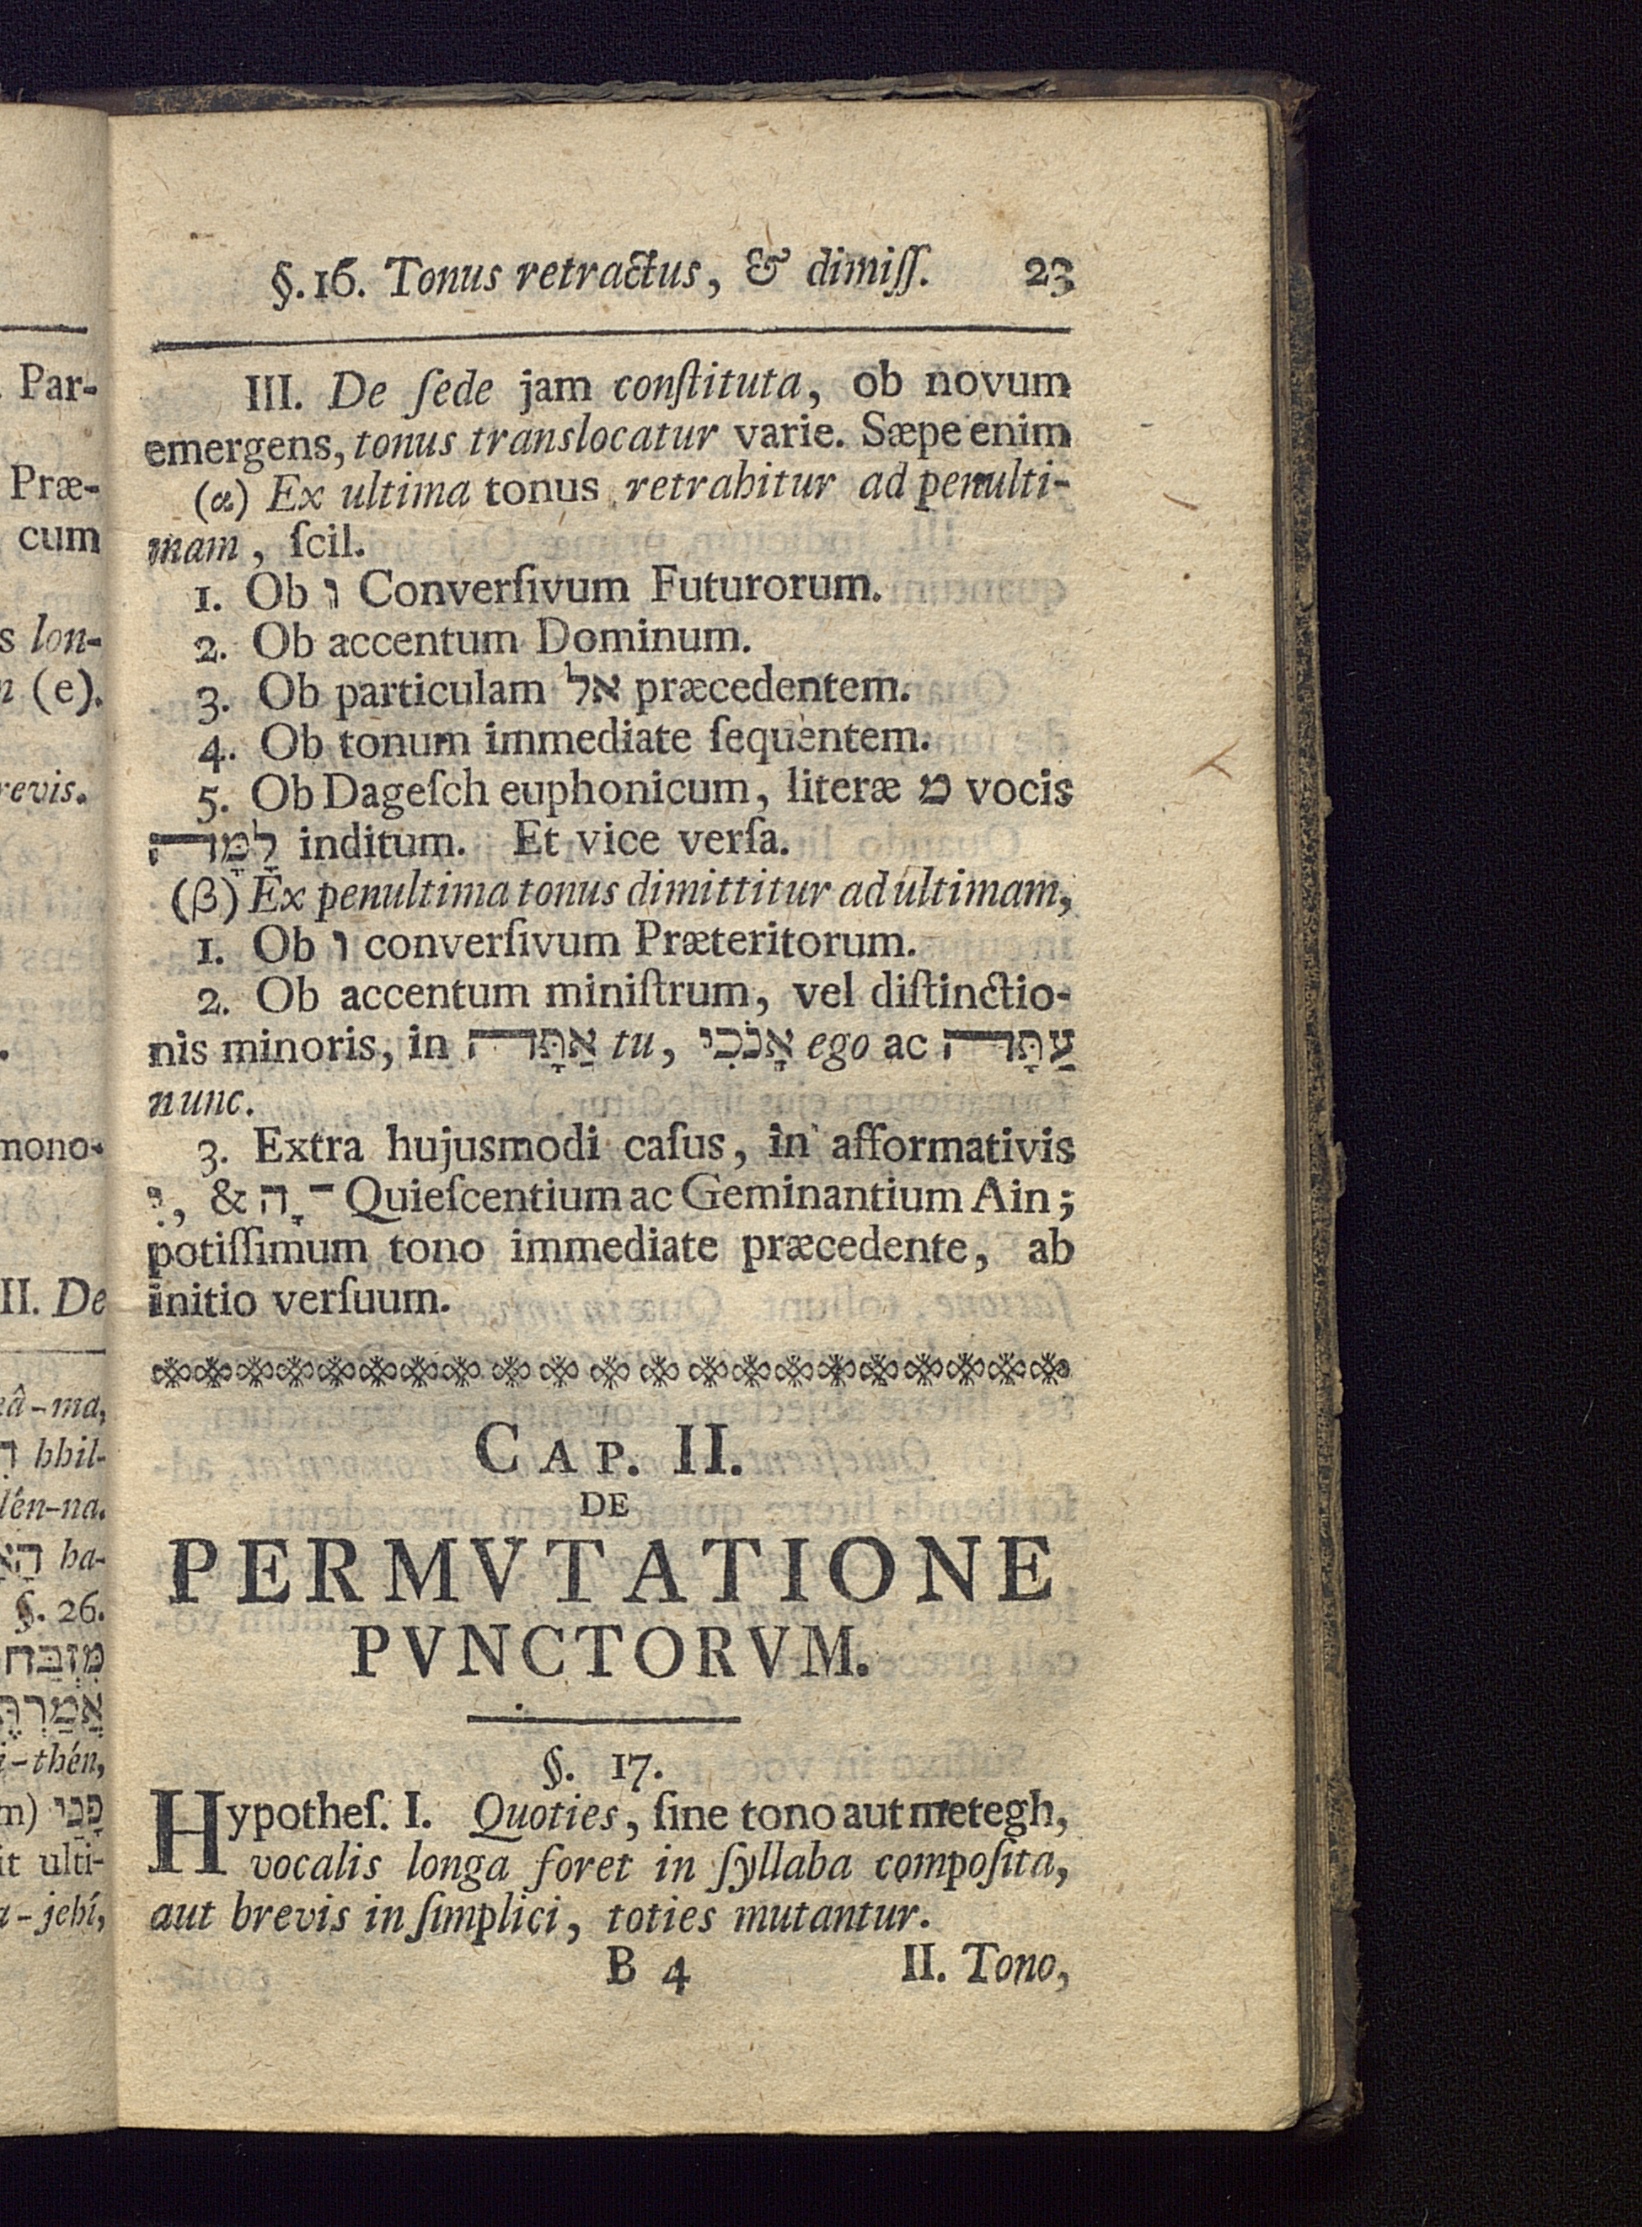 §. 16. Tonus retractus, & dimiſſ. 23
III. De ſede jam conſtituta, ob novum
emergens, tonus translocatur varie. Sæpe enim
(α) Ex ultima tonus retrahitur ad penulti-
mam, ſcil.
1. Ob ו Converſivum Futurorum.
2. Ob accentum Dominum.
3. Ob particulam אל præcedentem.
4. Ob tonum immediate ſequentem.
5. Ob Dageſch euphonicum, literæ מ vocis
לָמָּה inditum. Et vice verſa.
(β) Ex penultima tonus dimittitur ad ultimam,
1. Ob ו converſivum Præteritorum.
2. Ob accentum miniſtrum, vel diſtinctio-
nis minoris, in אַתָּה tu, אָנֹכִי ego ac עַתָּה
nunc.
3. Extra hujusmodi caſus, in afformativis
יִ, & ־ָה Quieſcentium ac Geminantium Ain;
potiſſimum tono immediate præcedente, ab
initio verſuum.
CAP. II.
DE
PERMVTATIONE
PVNCTORVM.
§. 17.
Hypotheſ. I. Quoties, ſine tono aut metegh,
vocalis longa foret in ſyllaba compoſita,
aut brevis in ſimplici, toties mutantur.
B 4 II. Tono,